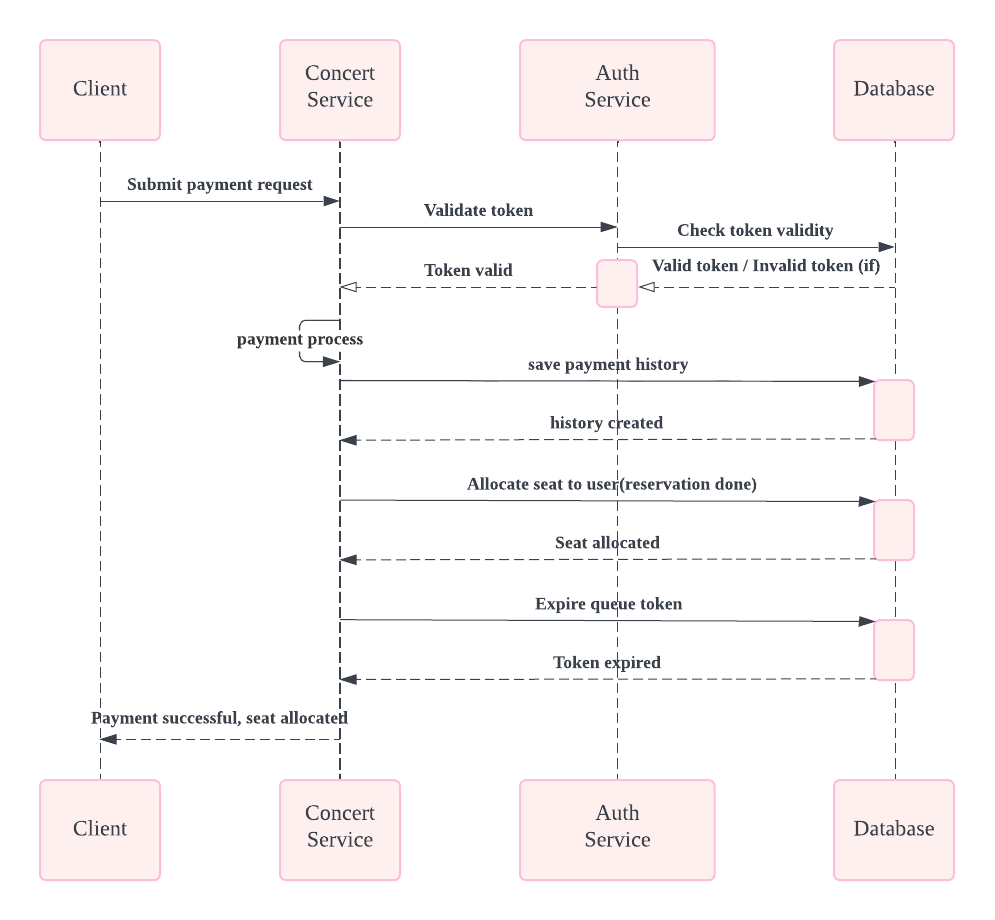 Client
Concert
Service
Auth
Service
Database
Submit payment request
Validate token
Check token validity
Valid token / Invalid token (if)
Token valid
payment process
save payment history
history created
Allocate seat to user(reservation done)
Seat allocated
Expire queue token
Token expired
Payment successful, seat allocated
Client
Concert
Service
Auth
Service
Database